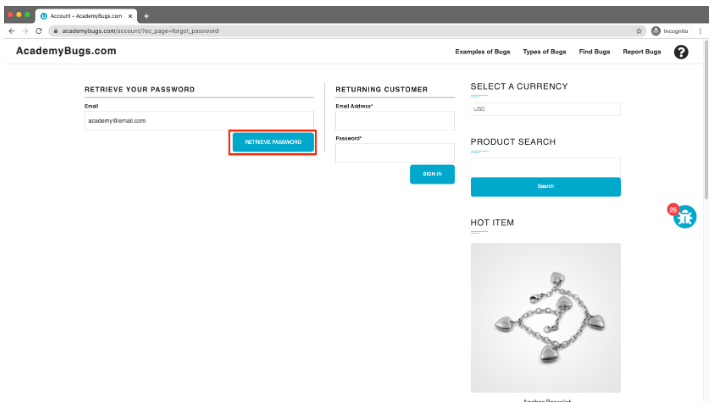 Account – AcademyBugs.com
academybugs.com/account/?ec_page=forget_password
Incognito
AcademyBugs.com
Examples of Bugs
Types of Bugs
Find Bugs
Report Bugs
?
RETRIEVE YOUR PASSWORD
Email
academy@email.com
RETRIEVE PASSWORD
RETURNING CUSTOMER
Email Address*
Password*
SIGN IN
SELECT A CURRENCY
USD
PRODUCT SEARCH
Search
25
HOT ITEM